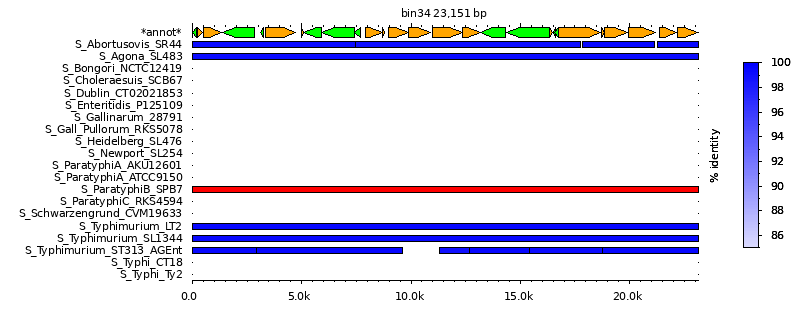 bin34 23,151 bp
*annot*
S_Abortusovis_SR44
S_Agona_SL483
S_Bongori_NCTC12419
S_Choleraesuis_SCB67
S_Dublin_CT02021853
S_Enteritidis_P125109
S_Gallinarum_28791
S_Gall_Pullorum_RKS5078
S_Heidelberg_SL476
S_Newport_SL254
S_ParatyphiA_AKU12601
S_ParatyphiA_ATCC9150
S_ParatyphiB_SPB7
S_ParatyphiC_RKS4594
S_Schwarzengrund_CVM19633
S_Typhimurium_LT2
S_Typhimurium_SL1344
S_Typhimurium_ST313_AGEnt
S_Typhi_CT18
S_Typhi_Ty2
0.0 5.0k 10.0k 15.0k 20.0k
% identity
100
98
96
94
92
90
88
86